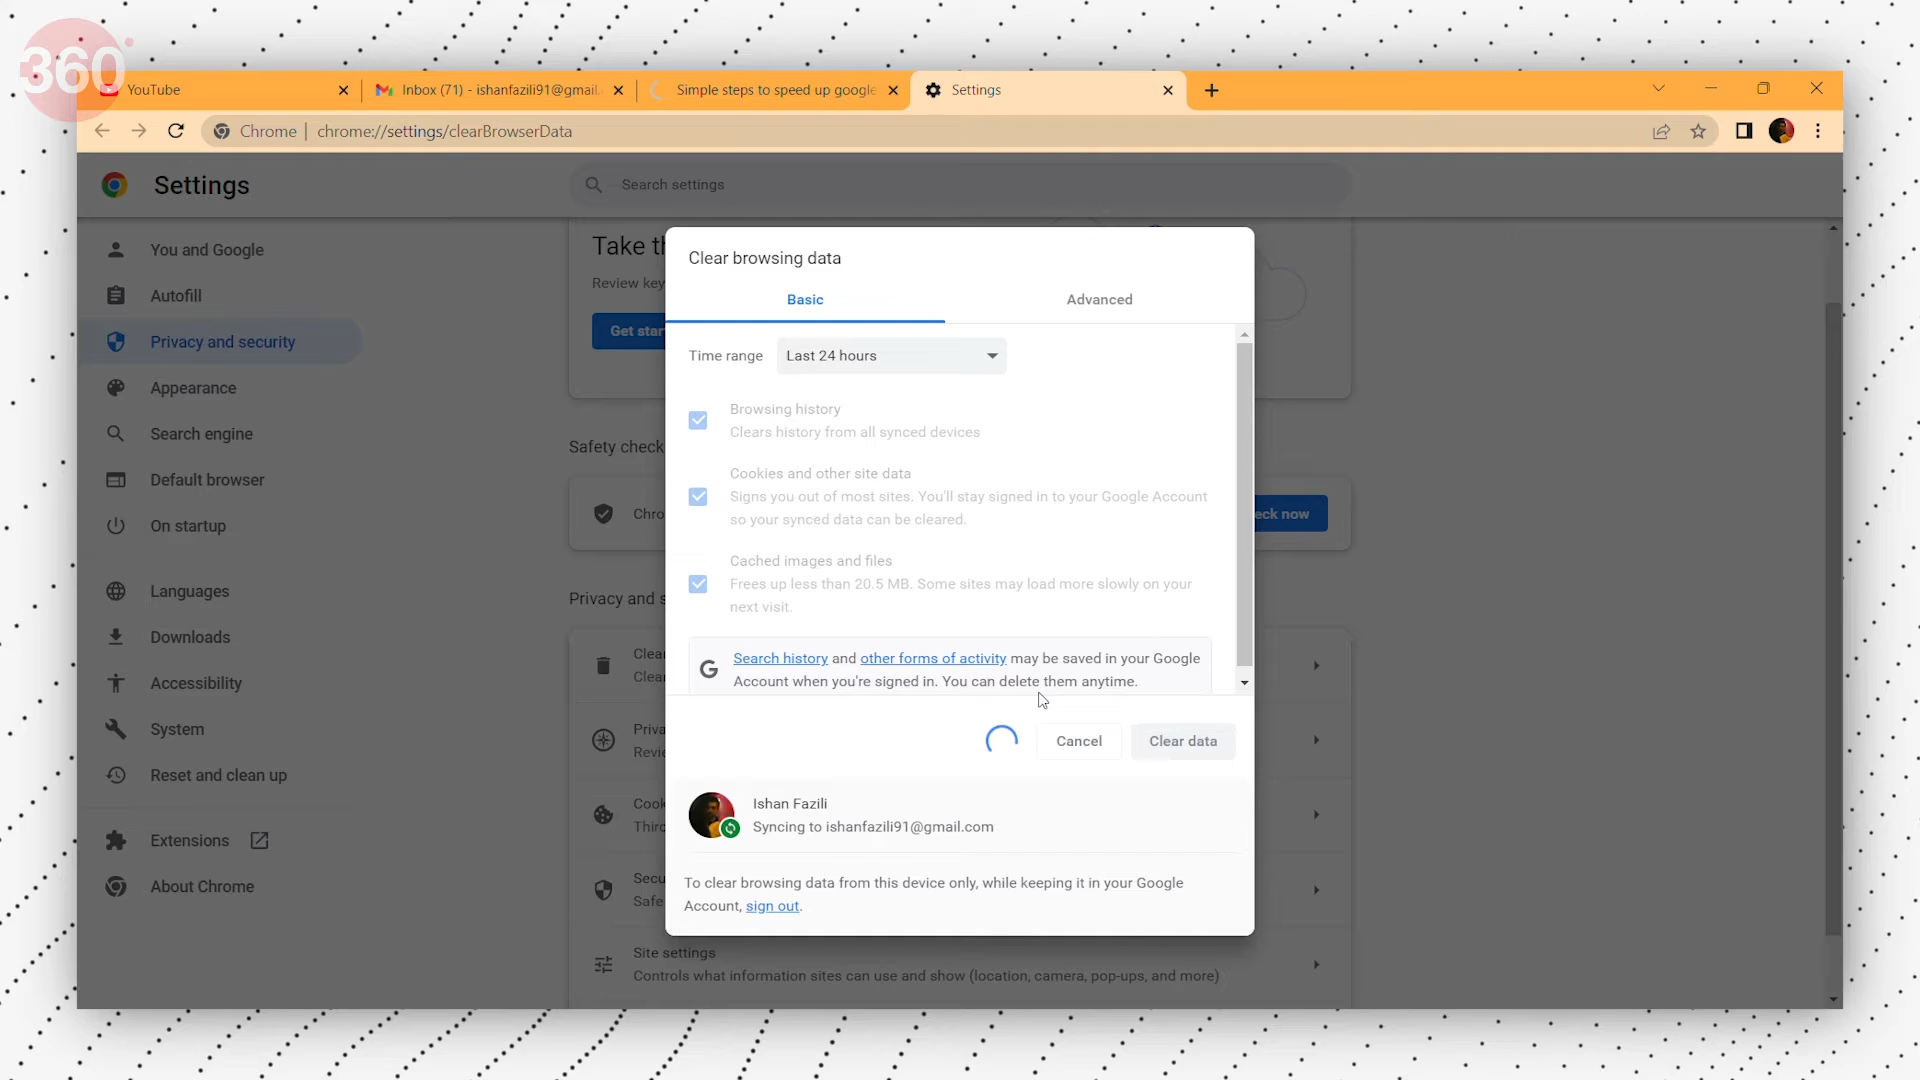 360
YouTube
Inbox (71) - ishanfazili91@gmail.
Simple steps to speed up google
Settings
Chrome
chrome://settings/clearBrowserData
Settings
Search settings
You and Google
Autofill
Privacy and security
Appearance
Search engine
Default browser
On startup
Languages
Downloads
Accessibility
System
Reset and clean up
Extensions
About Chrome
Take th
Review key
Get star
Safety check
Chro
eck now
Privacy and s
Clear
Clear
Priva
Revie
Cook
Thirc
Secu
Safe
Site settings
Controls what information sites can use and show (location, camera, pop-ups, and more)
Clear browsing data
Basic
Advanced
Time range
Last 24 hours
Browsing history
Clears history from all synced devices
Cookies and other site data
Signs you out of most sites. You'll stay signed in to your Google Account
so your synced data can be cleared.
Cached images and files
Frees up less than 20.5 MB. Some sites may load more slowly on your
next visit.
G
Search history and other forms of activity may be saved in your Google
Account when you're signed in. You can delete them anytime.
Cancel
Clear data
Ishan Fazili
Syncing to ishanfazili91@gmail.com
To clear browsing data from this device only, while keeping it in your Google
Account, sign out.